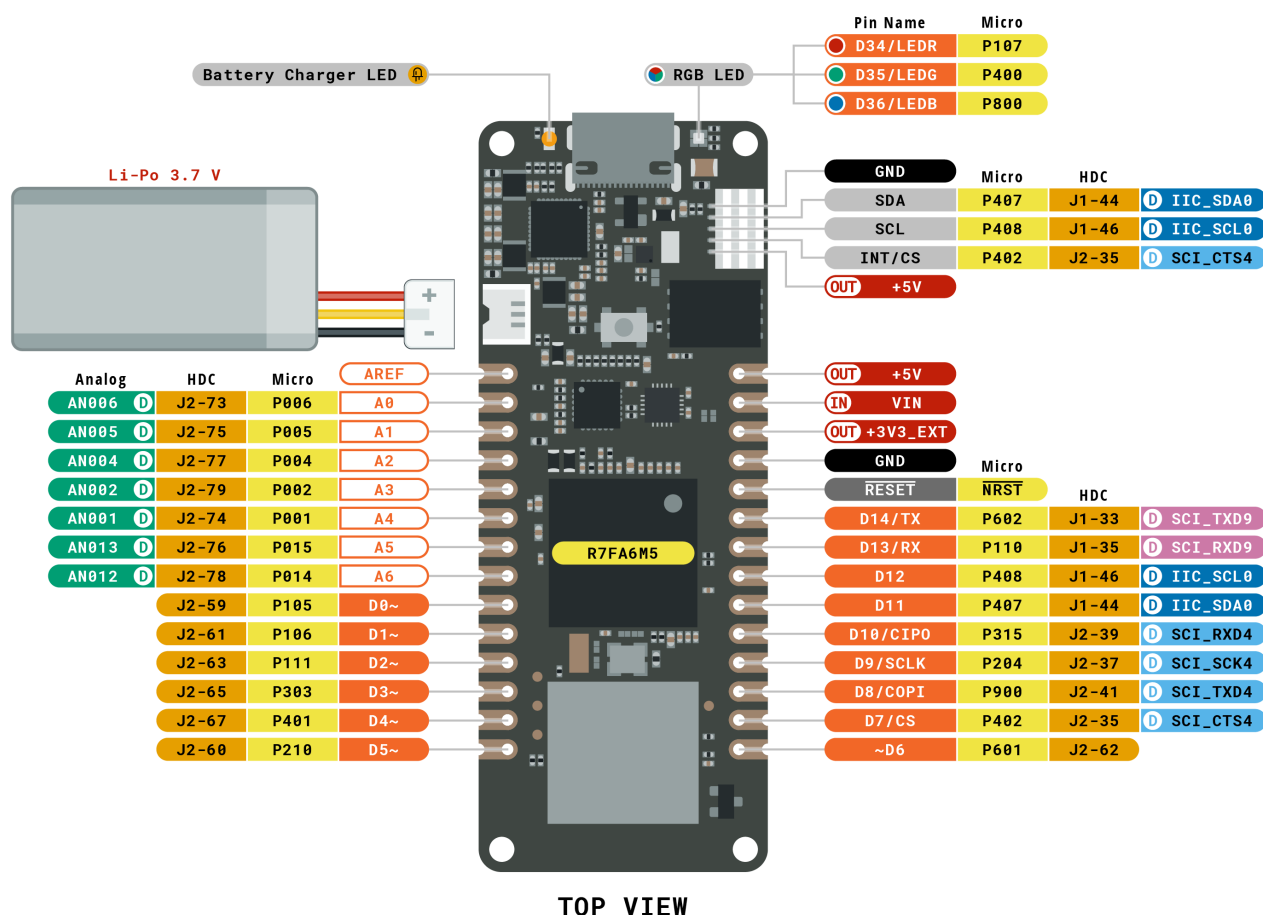 Pin Name Micro
D34/LEDR P107
Battery Charger LED RGB LED D35/LEDG P400
D36/LEDB P800
Li-Po 3.7 V
GND
Micro HDC
SDA P407 J1-44 D IIC_SDA0
SCL P408 J1-46 D IIC_SCL0
INT/CS P402 J2-35 D SCI_CTS4
OUT +5V
+
-
Analog HDC Micro
AREF
AN006 D J2-73 P006 A0
AN005 D J2-75 P005 A1
AN004 D J2-77 P004 A2
AN002 D J2-79 P002 A3
AN001 D J2-74 P001 A4
AN013 D J2-76 P015 A5
AN012 D J2-78 P014 A6
J2-59 P105 D0~
J2-61 P106 D1~
J2-63 P111 D2~
J2-65 P303 D3~
J2-67 P401 D4~
J2-60 P210 D5~
R7FA6M5
OUT +5V
IN VIN
OUT +3V3_EXT
GND
Micro
RESET NRST
HDC
D14/TX P602 J1-33 D SCI_TXD9
D13/RX P110 J1-35 D SCI_RXD9
D12 P408 J1-46 D IIC_SCL0
D11 P407 J1-44 D IIC_SDA0
D10/CIPO P315 J2-39 D SCI_RXD4
D9/SCLK P204 J2-37 D SCI_SCK4
D8/COPI P900 J2-41 D SCI_TXD4
D7/CS P402 J2-35 D SCI_CTS4
~D6 P601 J2-62
TOP VIEW